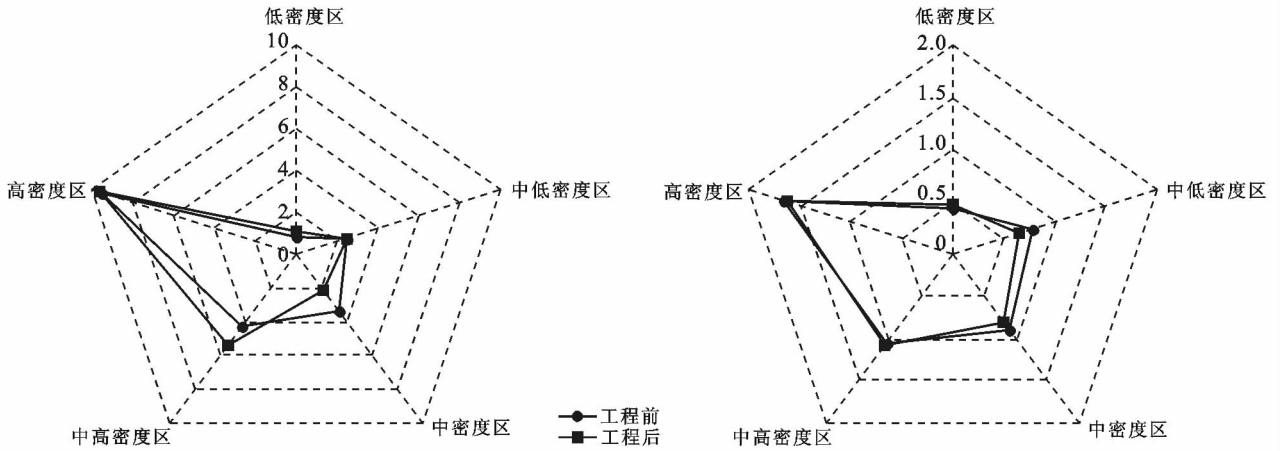 低密度区
10
8
6
4
2
0
高密度区
中低密度区
中高密度区
中密度区
工程前
工程后
低密度区
2.0
1.5
1.0
0.5
0
高密度区
中低密度区
中高密度区
中密度区